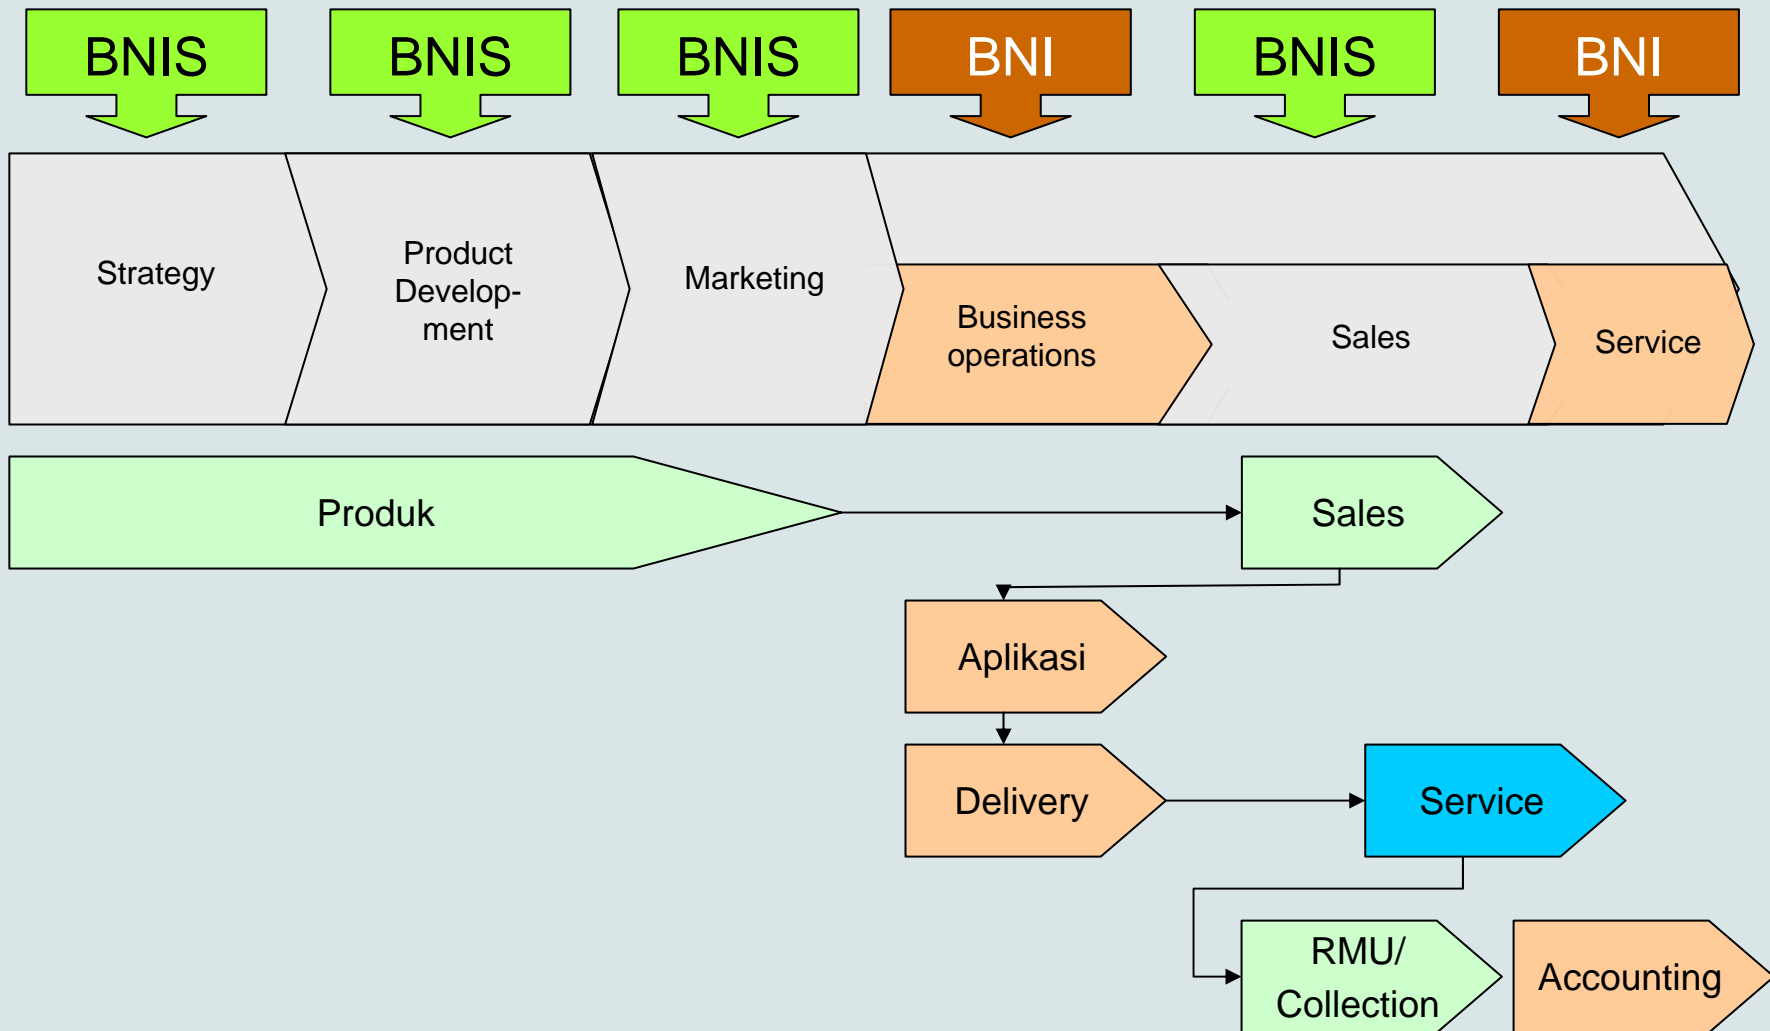 BNIS
BNIS
BNIS
BNI
BNIS
BNI
Strategy
Product
Develop-
ment
Marketing
Business
operations
Sales
Service
Produk
Sales
Aplikasi
Delivery
Service
RMU/
Collection
Accounting